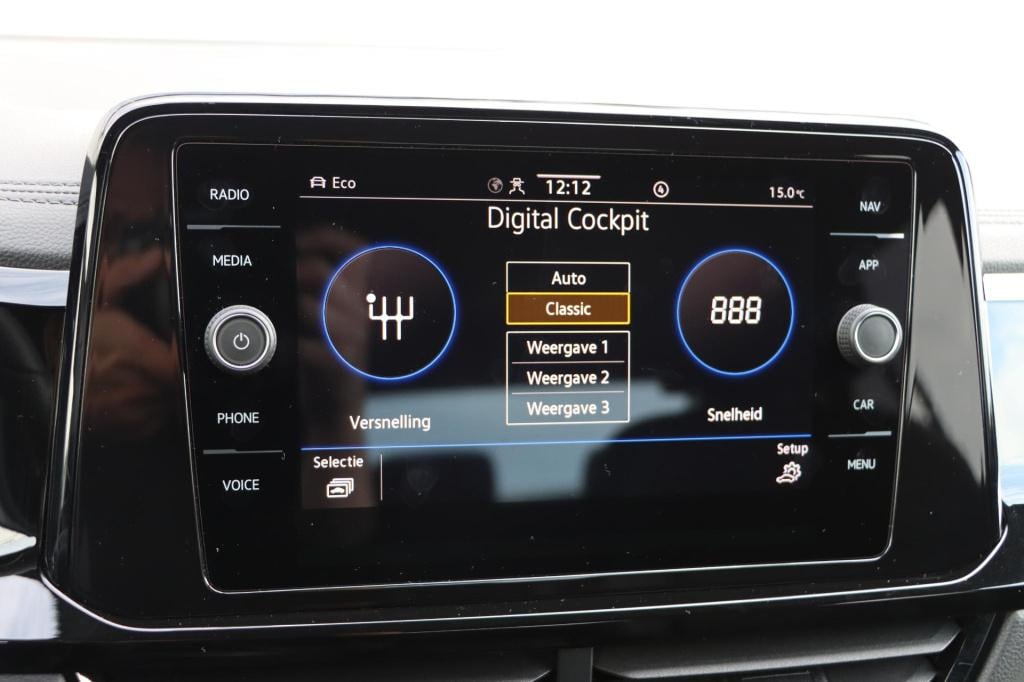 RADIO
MEDIA
PHONE
VOICE
Eco
12:12
4
15.0°C
Digital Cockpit
Auto
Classic
Weergave 1
Weergave 2
Weergave 3
888
Versnelling
Snelheid
Selectie
Setup
NAV
APP
CAR
MENU